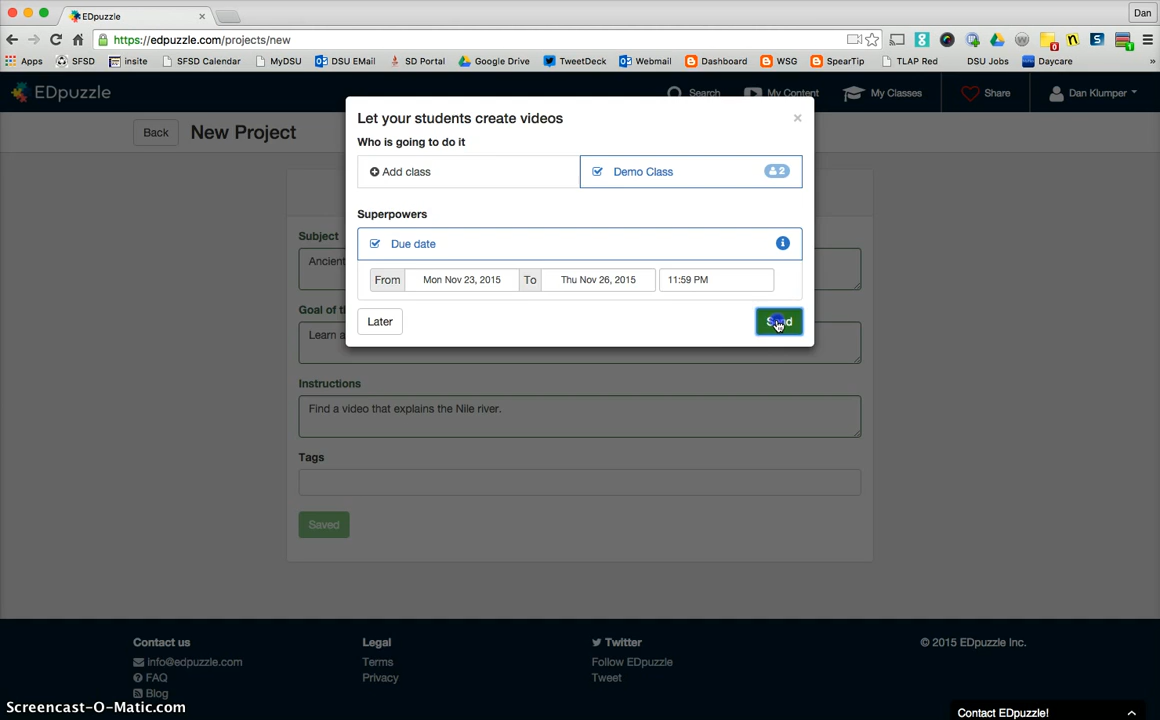 EDpuzzle
Dan
https://edpuzzle.com/projects/new
Apps SFSD insite SFSD Calendar MyDSU DSU EMail SD Portal Google Drive TweetDeck Webmail Dashboard WSG SpearTip TLAP Red DSU Jobs Daycare »
EDpuzzle Search My Content My Classes Share Dan Klumper
Back New Project
Let your students create videos ×
Who is going to do it
Add class Demo Class 2
Superpowers
Due date
From Mon Nov 23, 2015 To Thu Nov 26, 2015 11:59 PM
Later
Subject
Ancient
Goal of th
Learn a
Instructions
Find a video that explains the Nile river.
Tags
Saved
Contact us Legal Twitter © 2015 EDpuzzle Inc.
info@edpuzzle.com Terms Follow EDpuzzle
FAQ Privacy Tweet
Blog
Screencast-O-Matic.com
Contact EDpuzzle!